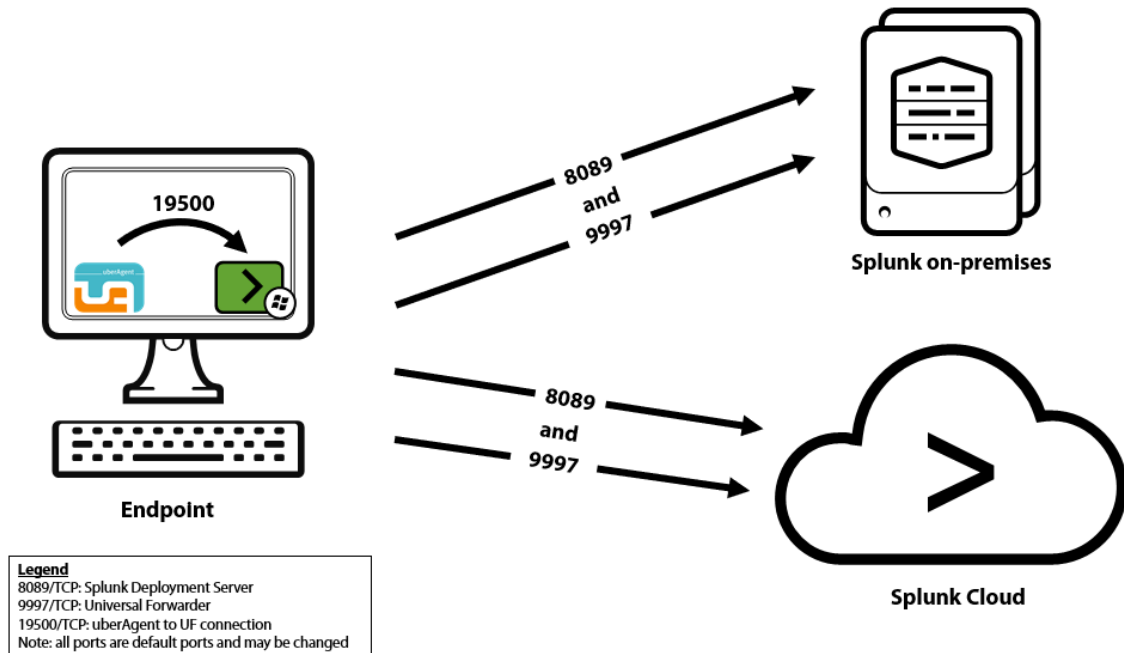 19500
uberAgent
ua
Endpoint
8089
and
9997
Splunk on-premises
8089
and
9997
>
Splunk Cloud
Legend
8089/TCP: Splunk Deployment Server
9997/TCP: Universal Forwarder
19500/TCP: uberAgent to UF connection
Note: all ports are default ports and may be changed